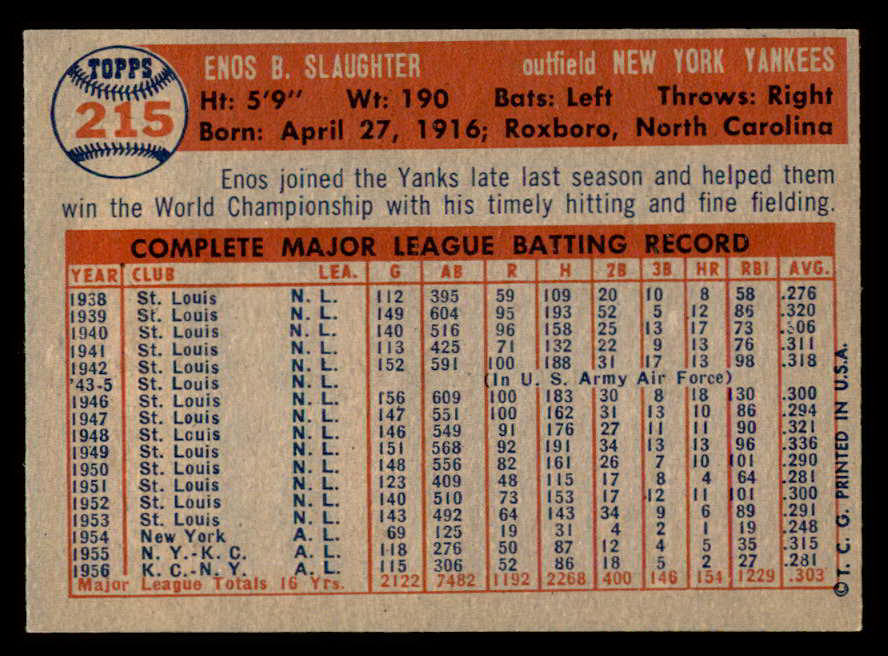 TOPPS
215
ENOS B. SLAUGHTER outfield NEW YORK YANKEES
Ht: 5'9" Wt: 190 Bats: Left Throws: Right
Born: April 27, 1916; Roxboro, North Carolina
Enos joined the Yanks late last season and helped them
win the World Championship with his timely hitting and fine fielding.
COMPLETE MAJOR LEAGUE BATTING RECORD
YEAR CLUB LEA. G AB R H 2B 3B HR RBI AVG.
1938 St. Louis N. L. 112 395 59 109 20 10 8 58 .276
1939 St. Louis N. L. 149 604 95 193 52 5 12 86 .320
1940 St. Louis N. L. 140 516 96 158 25 13 17 73 .306
1941 St. Louis N. L. 113 425 71 132 22 9 13 76 .311
1942 St. Louis N. L. 152 591 100 188 31 17 13 98 .318
'43-5 St. Louis N. L. (In U. S. Army Air Force)
1946 St. Louis N. L. 156 609 100 183 30 8 18 130 .300
1947 St. Louis N. L. 147 551 100 162 31 13 10 86 .294
1948 St. Louis N. L. 146 549 91 176 27 11 11 90 .321
1949 St. Louis N. L. 151 568 92 191 34 13 13 96 .336
1950 St. Louis N. L. 148 556 82 161 26 7 10 101 .290
1951 St. Louis N. L. 123 409 48 115 17 8 4 64 .281
1952 St. Louis N. L. 140 510 73 153 17 12 11 101 .300
1953 St. Louis N. L. 143 492 64 143 34 9 6 89 .291
1954 New York A. L. 69 125 19 31 4 2 1 19 .248
1955 N. Y.-K. C. A. L. 118 276 50 87 12 4 5 35 .315
1956 K. C.-N. Y. A. L. 115 306 52 86 18 5 2 27 .281
Major League Totals 16 Yrs. 2122 7482 1192 2268 400 146 154 1229 .303
© T. C. G. PRINTED IN U.S.A.